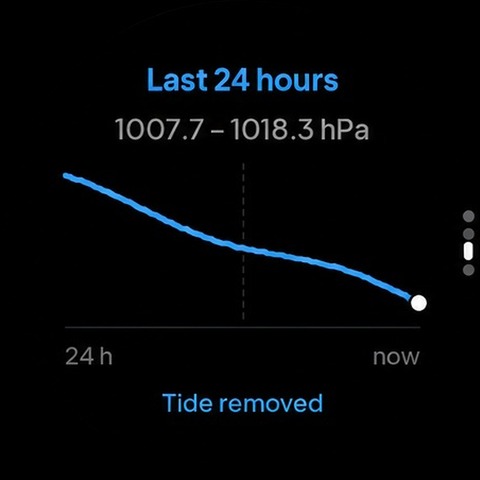 Last 24 hours
1007.7 – 1018.3 hPa
24 h now
Tide removed